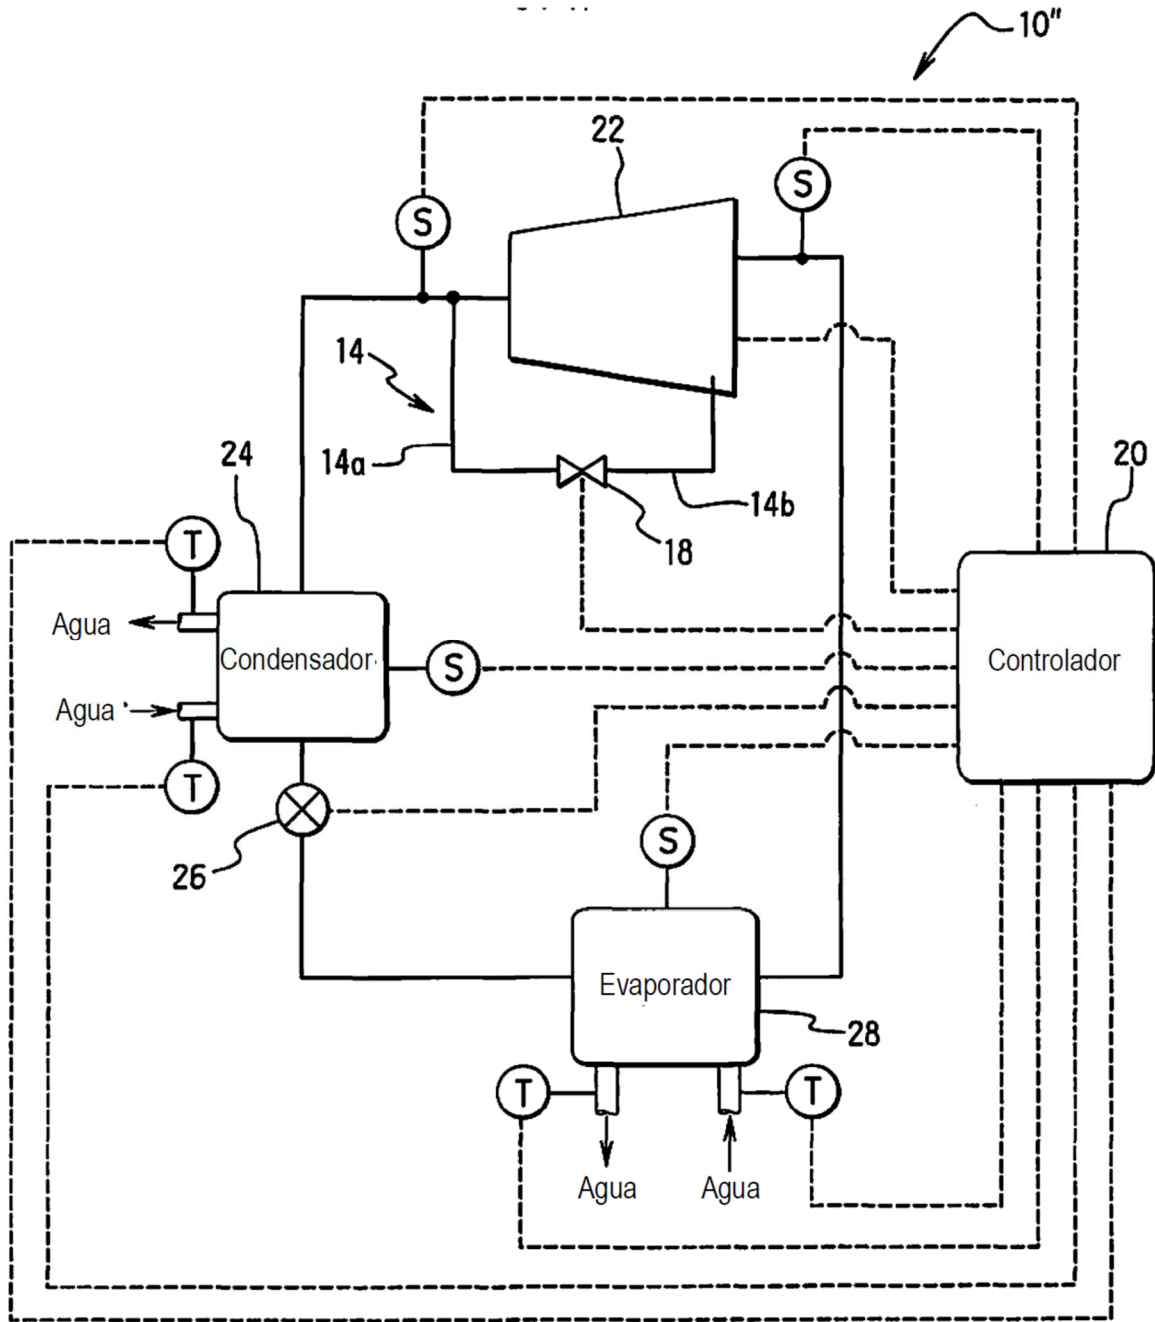 10"
22
S
S
14
14a
24
20
14b
18
T
Agua
Condensador
S
Controlador
Agua
T
S
26
Evaporador
28
T
T
Agua
Agua